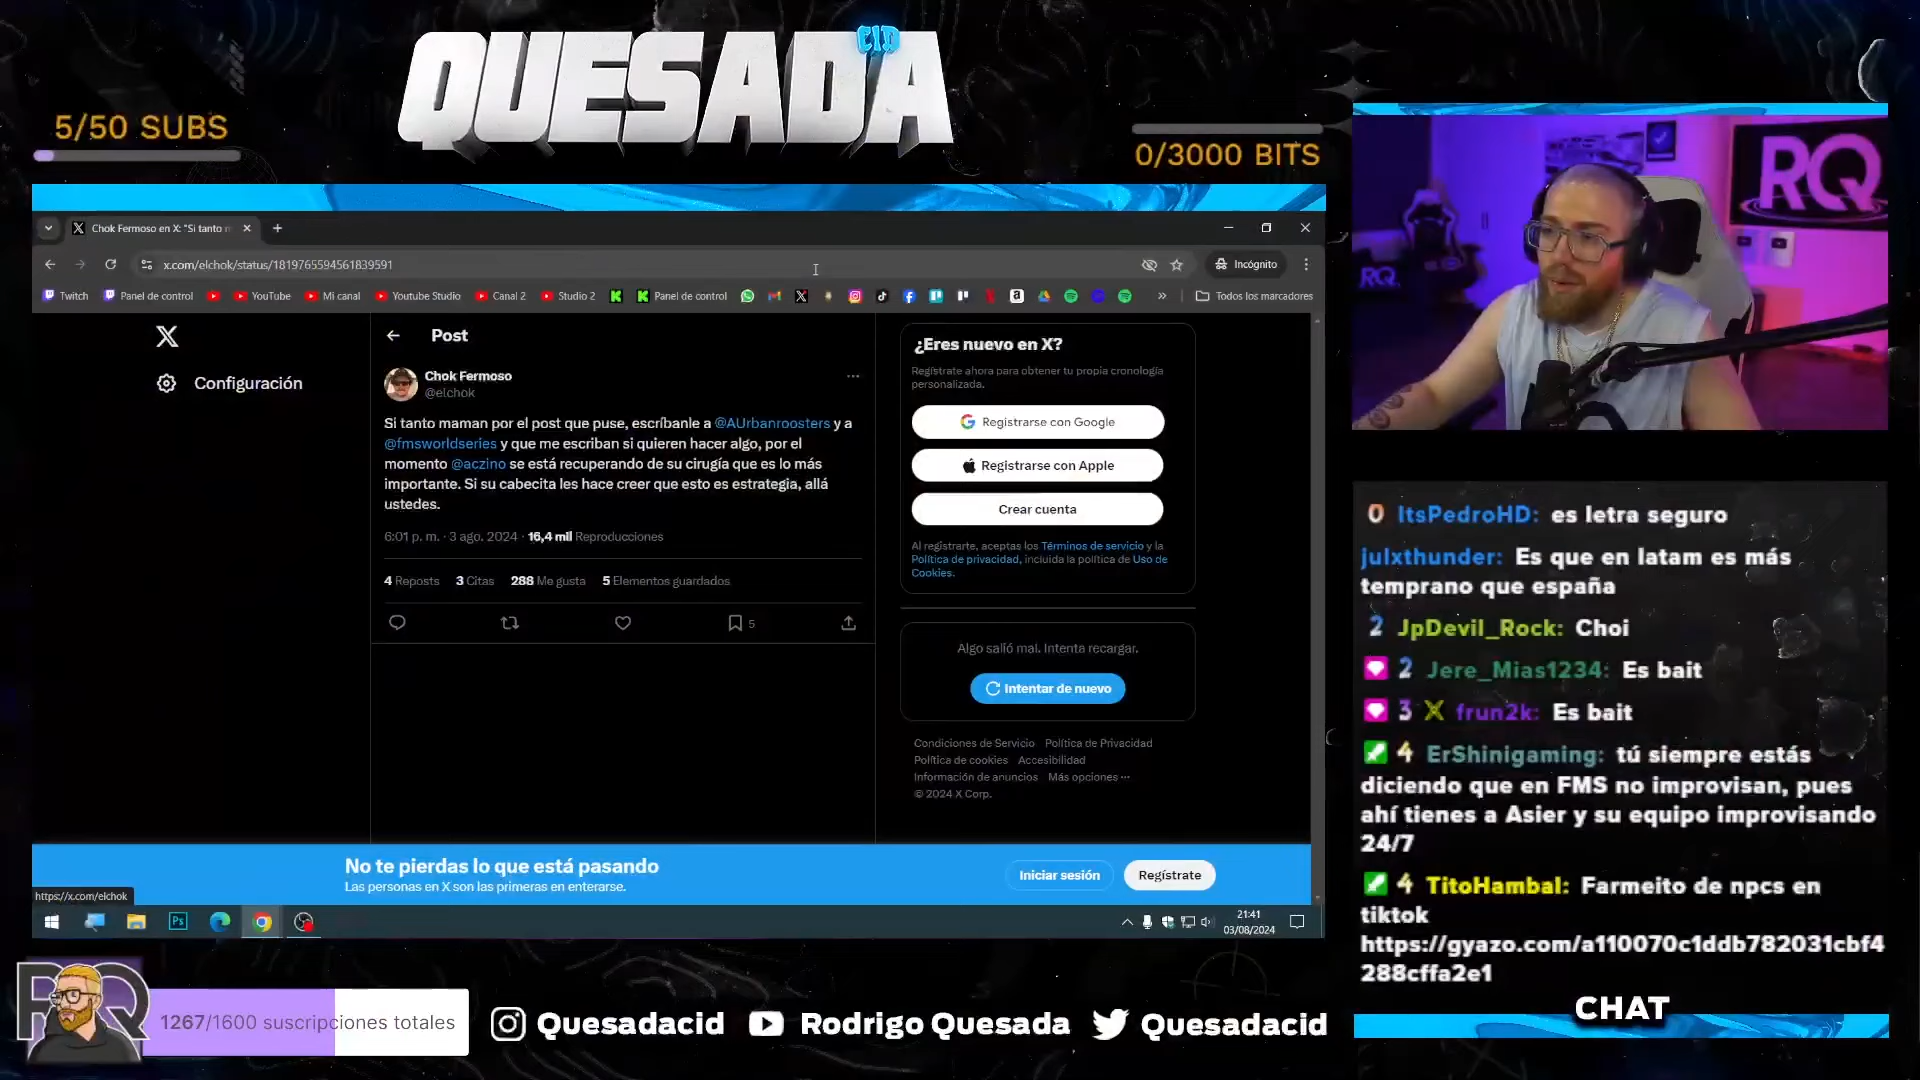 QUESADA
CID
5/50 SUBS
0/3000 BITS
Chok Fermoso en X: "Si tanto n
x.com/elchok/status/1819765594561839591
Incógnito
Twitch
Panel de control
YouTube
Mi canal
Youtube Studio
Canal 2
Studio 2
Panel de control
Todos los marcadores
Configuración
Post
Chok Fermoso
@elchok
Si tanto maman por el post que puse, escríbanle a @AUrbanroosters y a
@fmsworldseries y que me escriban si quieren hacer algo, por el
momento @aczino se está recuperando de su cirugía que es lo más
importante. Si su cabecita les hace creer que esto es estrategia, allá
ustedes.
6:01 p. m. · 3 ago. 2024 · 16,4 mil Reproducciones
4 Reposts 3 Citas 288 Me gusta 5 Elementos guardados
5
¿Eres nuevo en X?
Regístrate ahora para obtener tu propia cronología
personalizada.
Registrarse con Google
Registrarse con Apple
Crear cuenta
Al registrarte, aceptas los Términos de servicio y la
Política de privacidad, incluida la política de Uso de
Cookies.
Algo salió mal. Intenta recargar.
Intentar de nuevo
Condiciones de Servicio Política de Privacidad
Política de cookies Accesibilidad
Información de anuncios Más opciones ···
© 2024 X Corp.
No te pierdas lo que está pasando
Las personas en X son las primeras en enterarse.
Iniciar sesión
Regístrate
https://x.com/elchok
21:41
03/08/2024
RQ
RQ
0 ItsPedroHD: es letra seguro
julxthunder: Es que en latam es más
temprano que españa
2 JpDevil_Rock: Choi
2 Jere_Mias1234: Es bait
3 frun2k: Es bait
4 ErShinigaming: tú siempre estás
diciendo que en FMS no improvisan, pues
ahí tienes a Asier y su equipo improvisando
24/7
4 TitoHambal: Farmeito de npcs en
tiktok
https://gyazo.com/a110070c1ddb782031cbf4
288cffa2e1
CHAT
RQ
1267/1600 suscripciones totales
Quesadacid
Rodrigo Quesada
Quesadacid